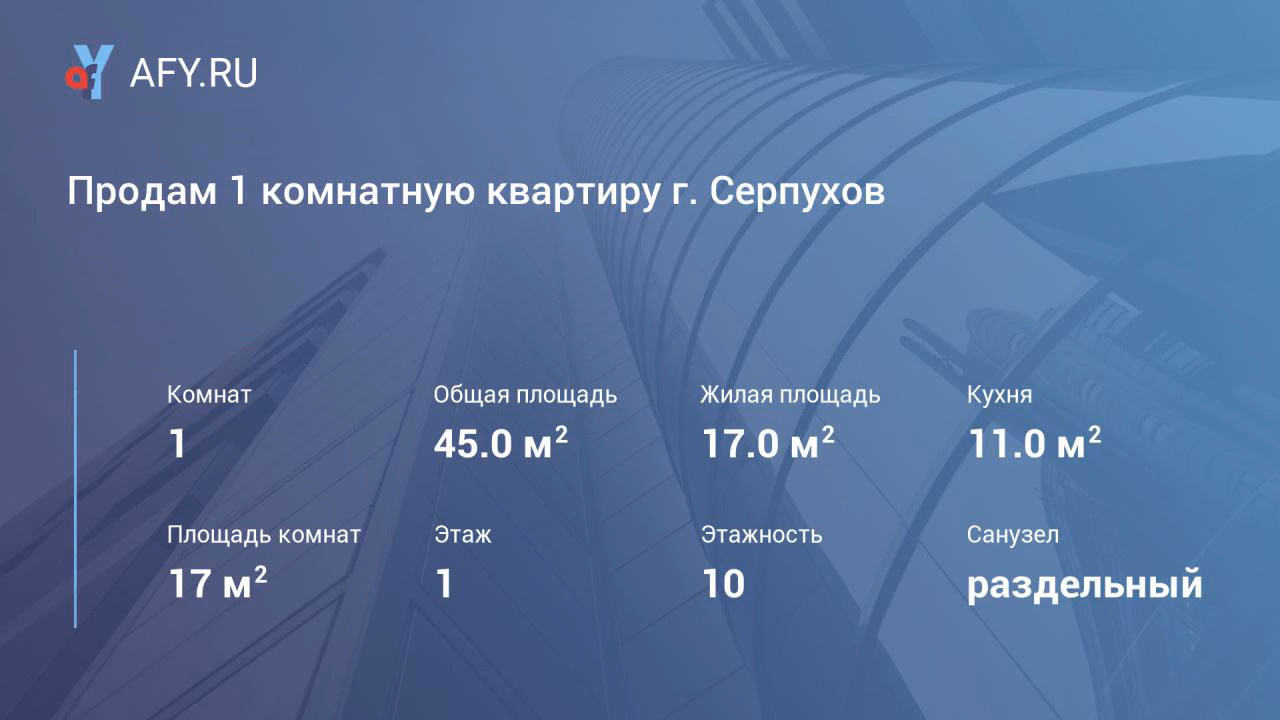 AFY.RU
Продам 1 комнатную квартиру г. Серпухов
Комнат
1
Общая площадь
45.0 м²
Жилая площадь
17.0 м²
Кухня
11.0 м²
Площадь комнат
17 м²
Этаж
1
Этажность
10
Санузел
раздельный